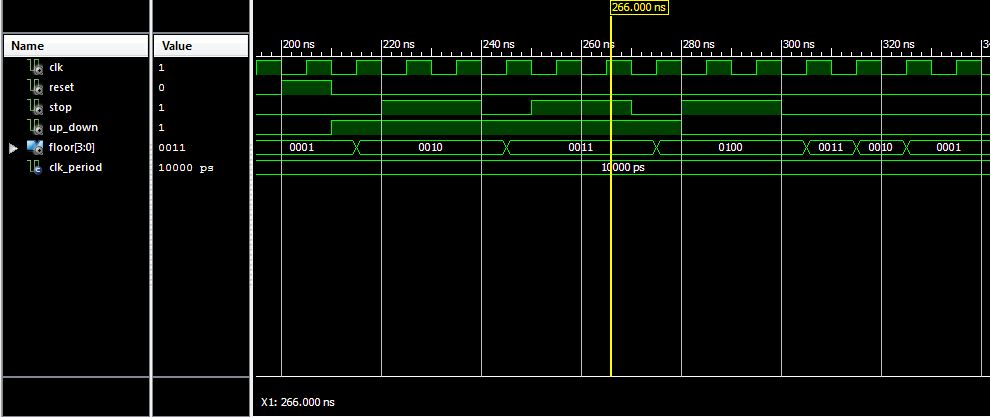 266.000 ns
Name Value 200 ns 220 ns 240 ns 260 ns 280 ns 300 ns 320 ns 34
clk 1
reset 0
stop 1
up_down 1
floor[3:0] 0011 0001 0010 0011 0100 0011 0010 0001
clk_period 10000 ps 10000 ps
X1: 266.000 ns